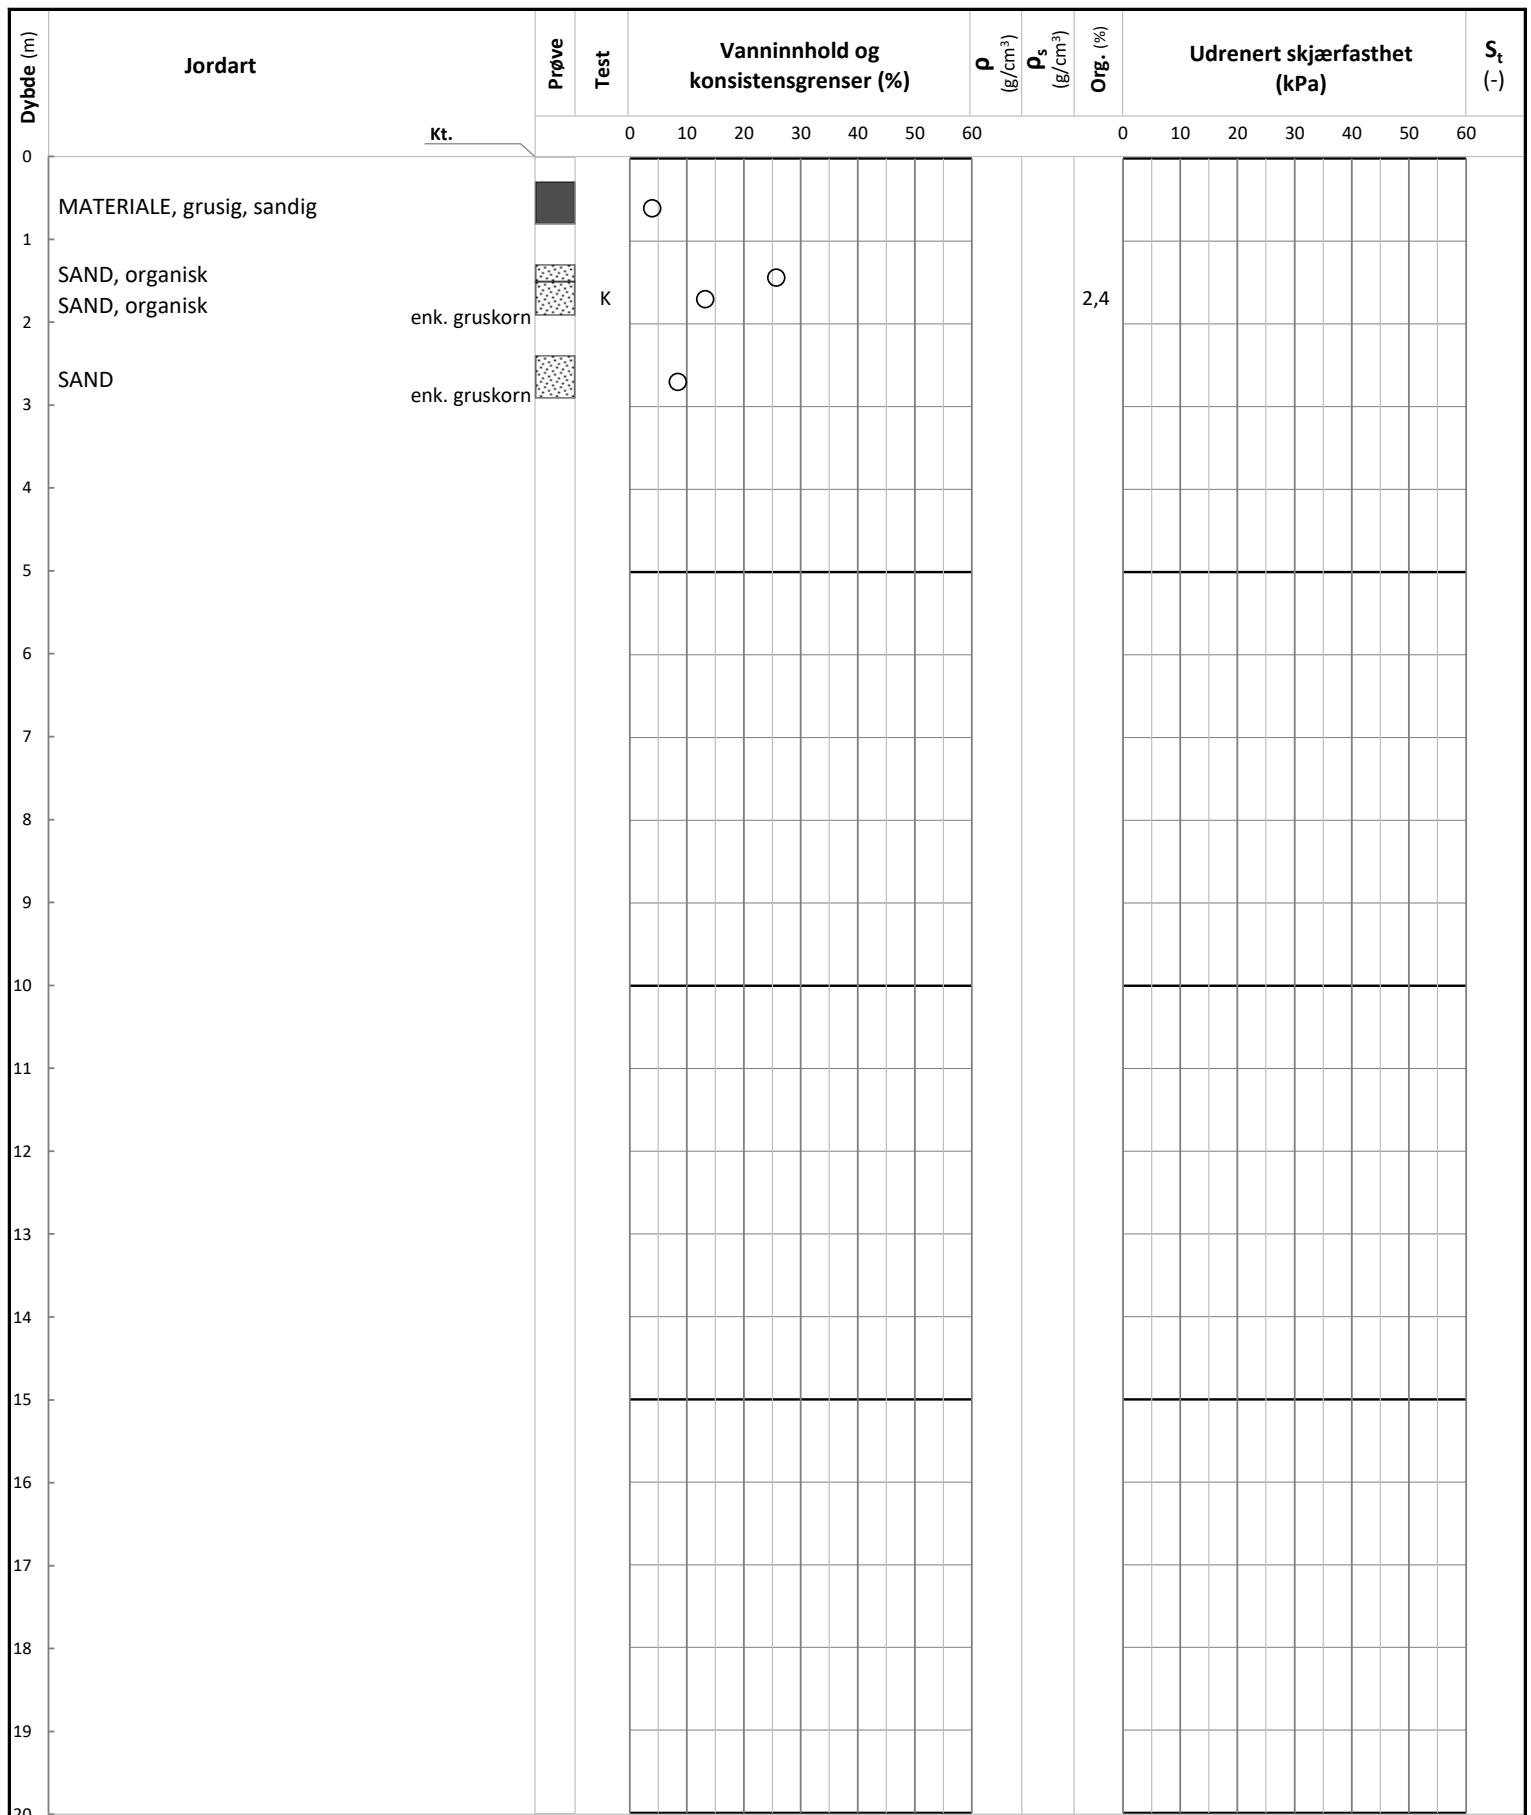 Dybde (m)
Jordart
Prøve
Test
Vanninnhold og
konsistensgrenser (%)
ρ
(g/cm³)
ρs
(g/cm³)
Org. (%)
Udrenert skjærfasthet
(kPa)
St
(-)
Kt.
0 10 20 30 40 50 60
0 10 20 30 40 50 60
0
MATERIALE, grusig, sandig
1
SAND, organisk
SAND, organisk
K
2,4
enk. gruskorn
2
SAND
enk. gruskorn
3
4
5
6
7
8
9
10
11
12
13
14
15
16
17
18
19
20